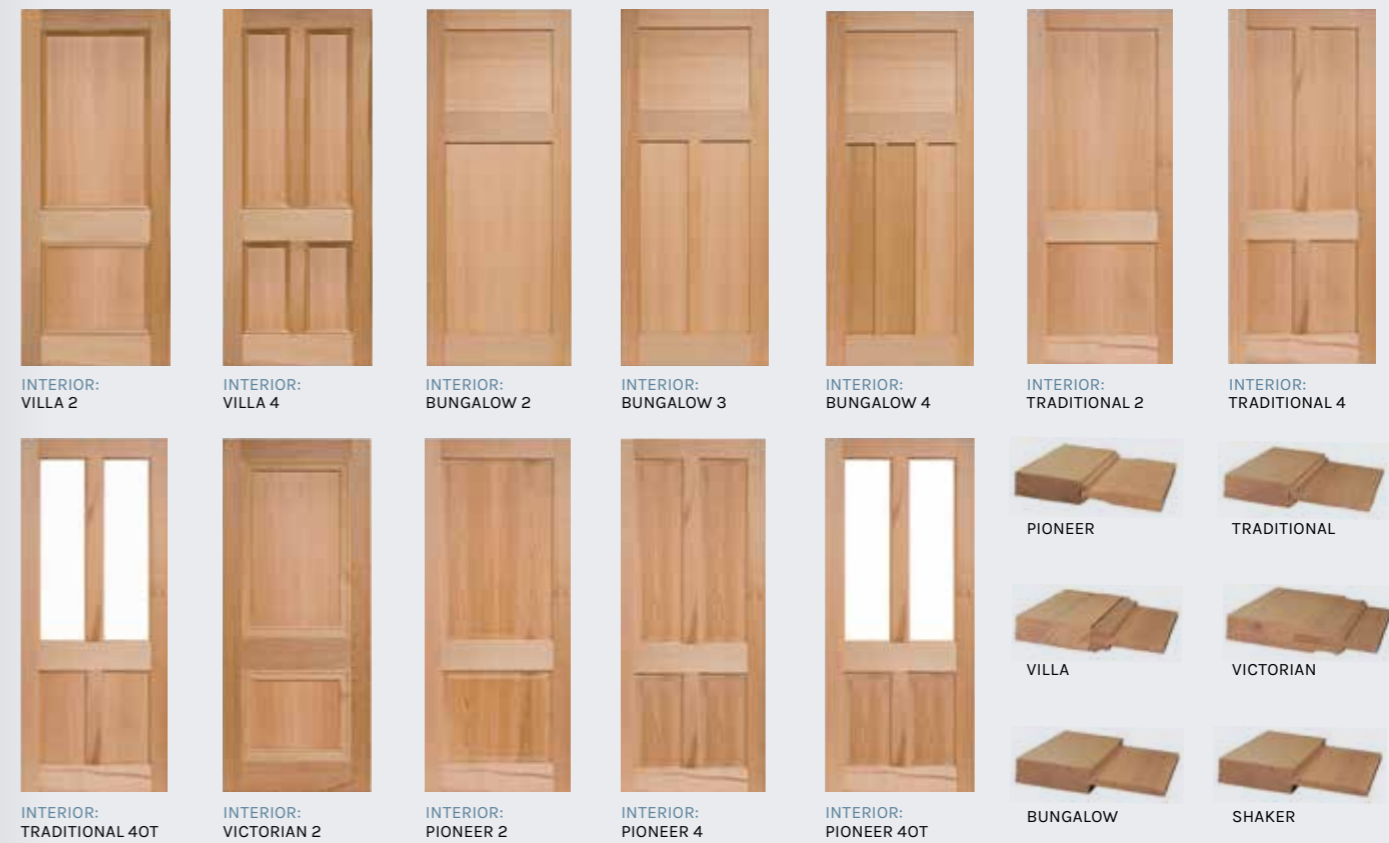 INTERIOR:
VILLA 2
INTERIOR:
VILLA 4
INTERIOR:
BUNGALOW 2
INTERIOR:
BUNGALOW 3
INTERIOR:
BUNGALOW 4
INTERIOR:
TRADITIONAL 2
INTERIOR:
TRADITIONAL 4
INTERIOR:
TRADITIONAL 4OT
INTERIOR:
VICTORIAN 2
INTERIOR:
PIONEER 2
INTERIOR:
PIONEER 4
INTERIOR:
PIONEER 4OT
PIONEER
TRADITIONAL
VILLA
VICTORIAN
BUNGALOW
SHAKER